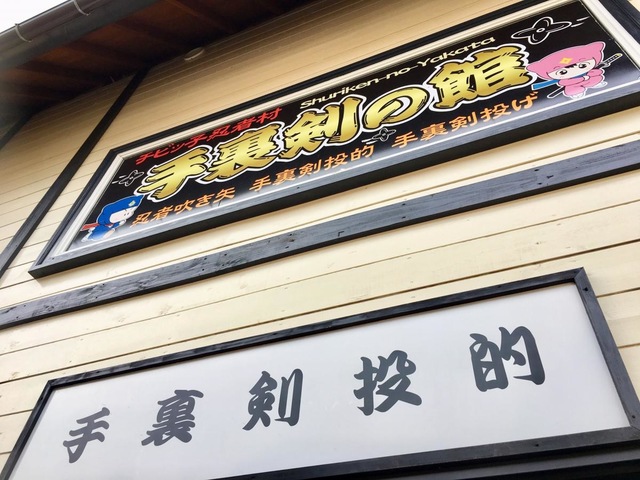 チビッ子忍者村
Shuriken-no-Yakata
手裏剣の館
忍者吹き矢 手裏剣投的 手裏剣投げ
手裏剣投的